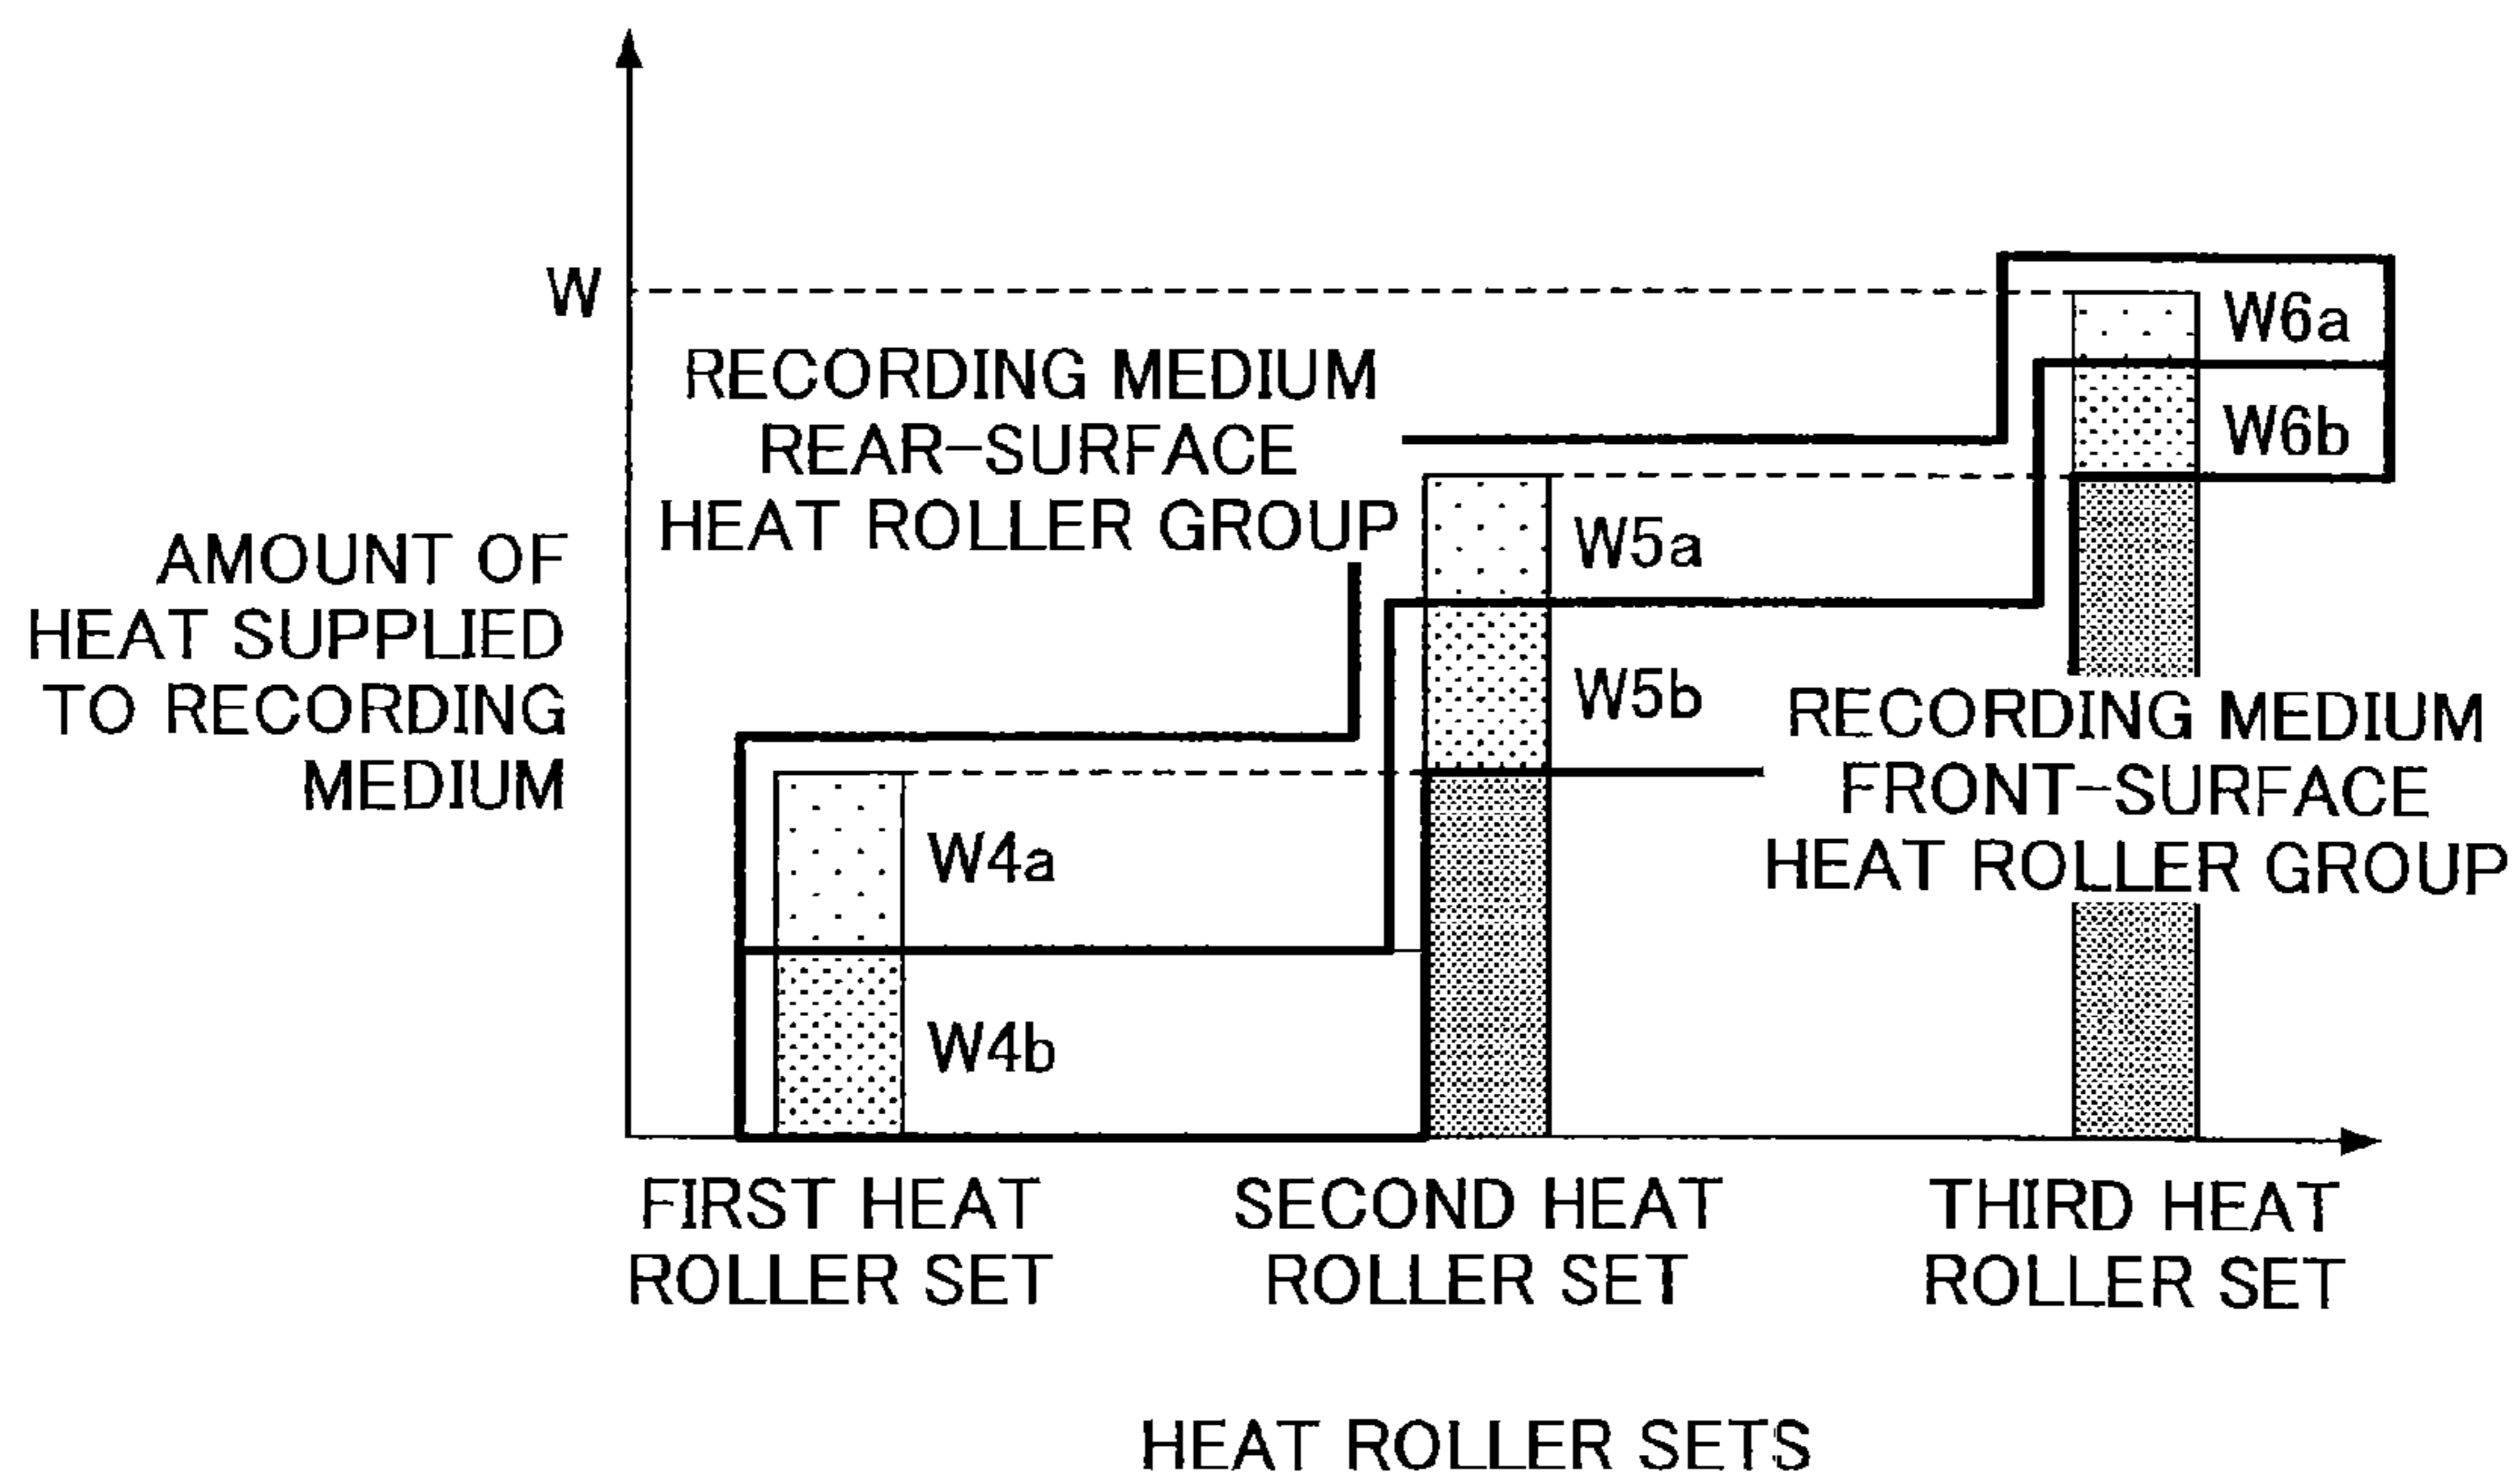 W
W6a
RECORDING MEDIUM
REAR-SURFACE
HEAT ROLLER GROUP
W6b
AMOUNT OF
HEAT SUPPLIED
TO RECORDING
MEDIUM
W5a
W5b
RECORDING MEDIUM
FRONT-SURFACE
HEAT ROLLER GROUP
W4a
W4b
FIRST HEAT
ROLLER SET
SECOND HEAT
ROLLER SET
THIRD HEAT
ROLLER SET
HEAT ROLLER SETS